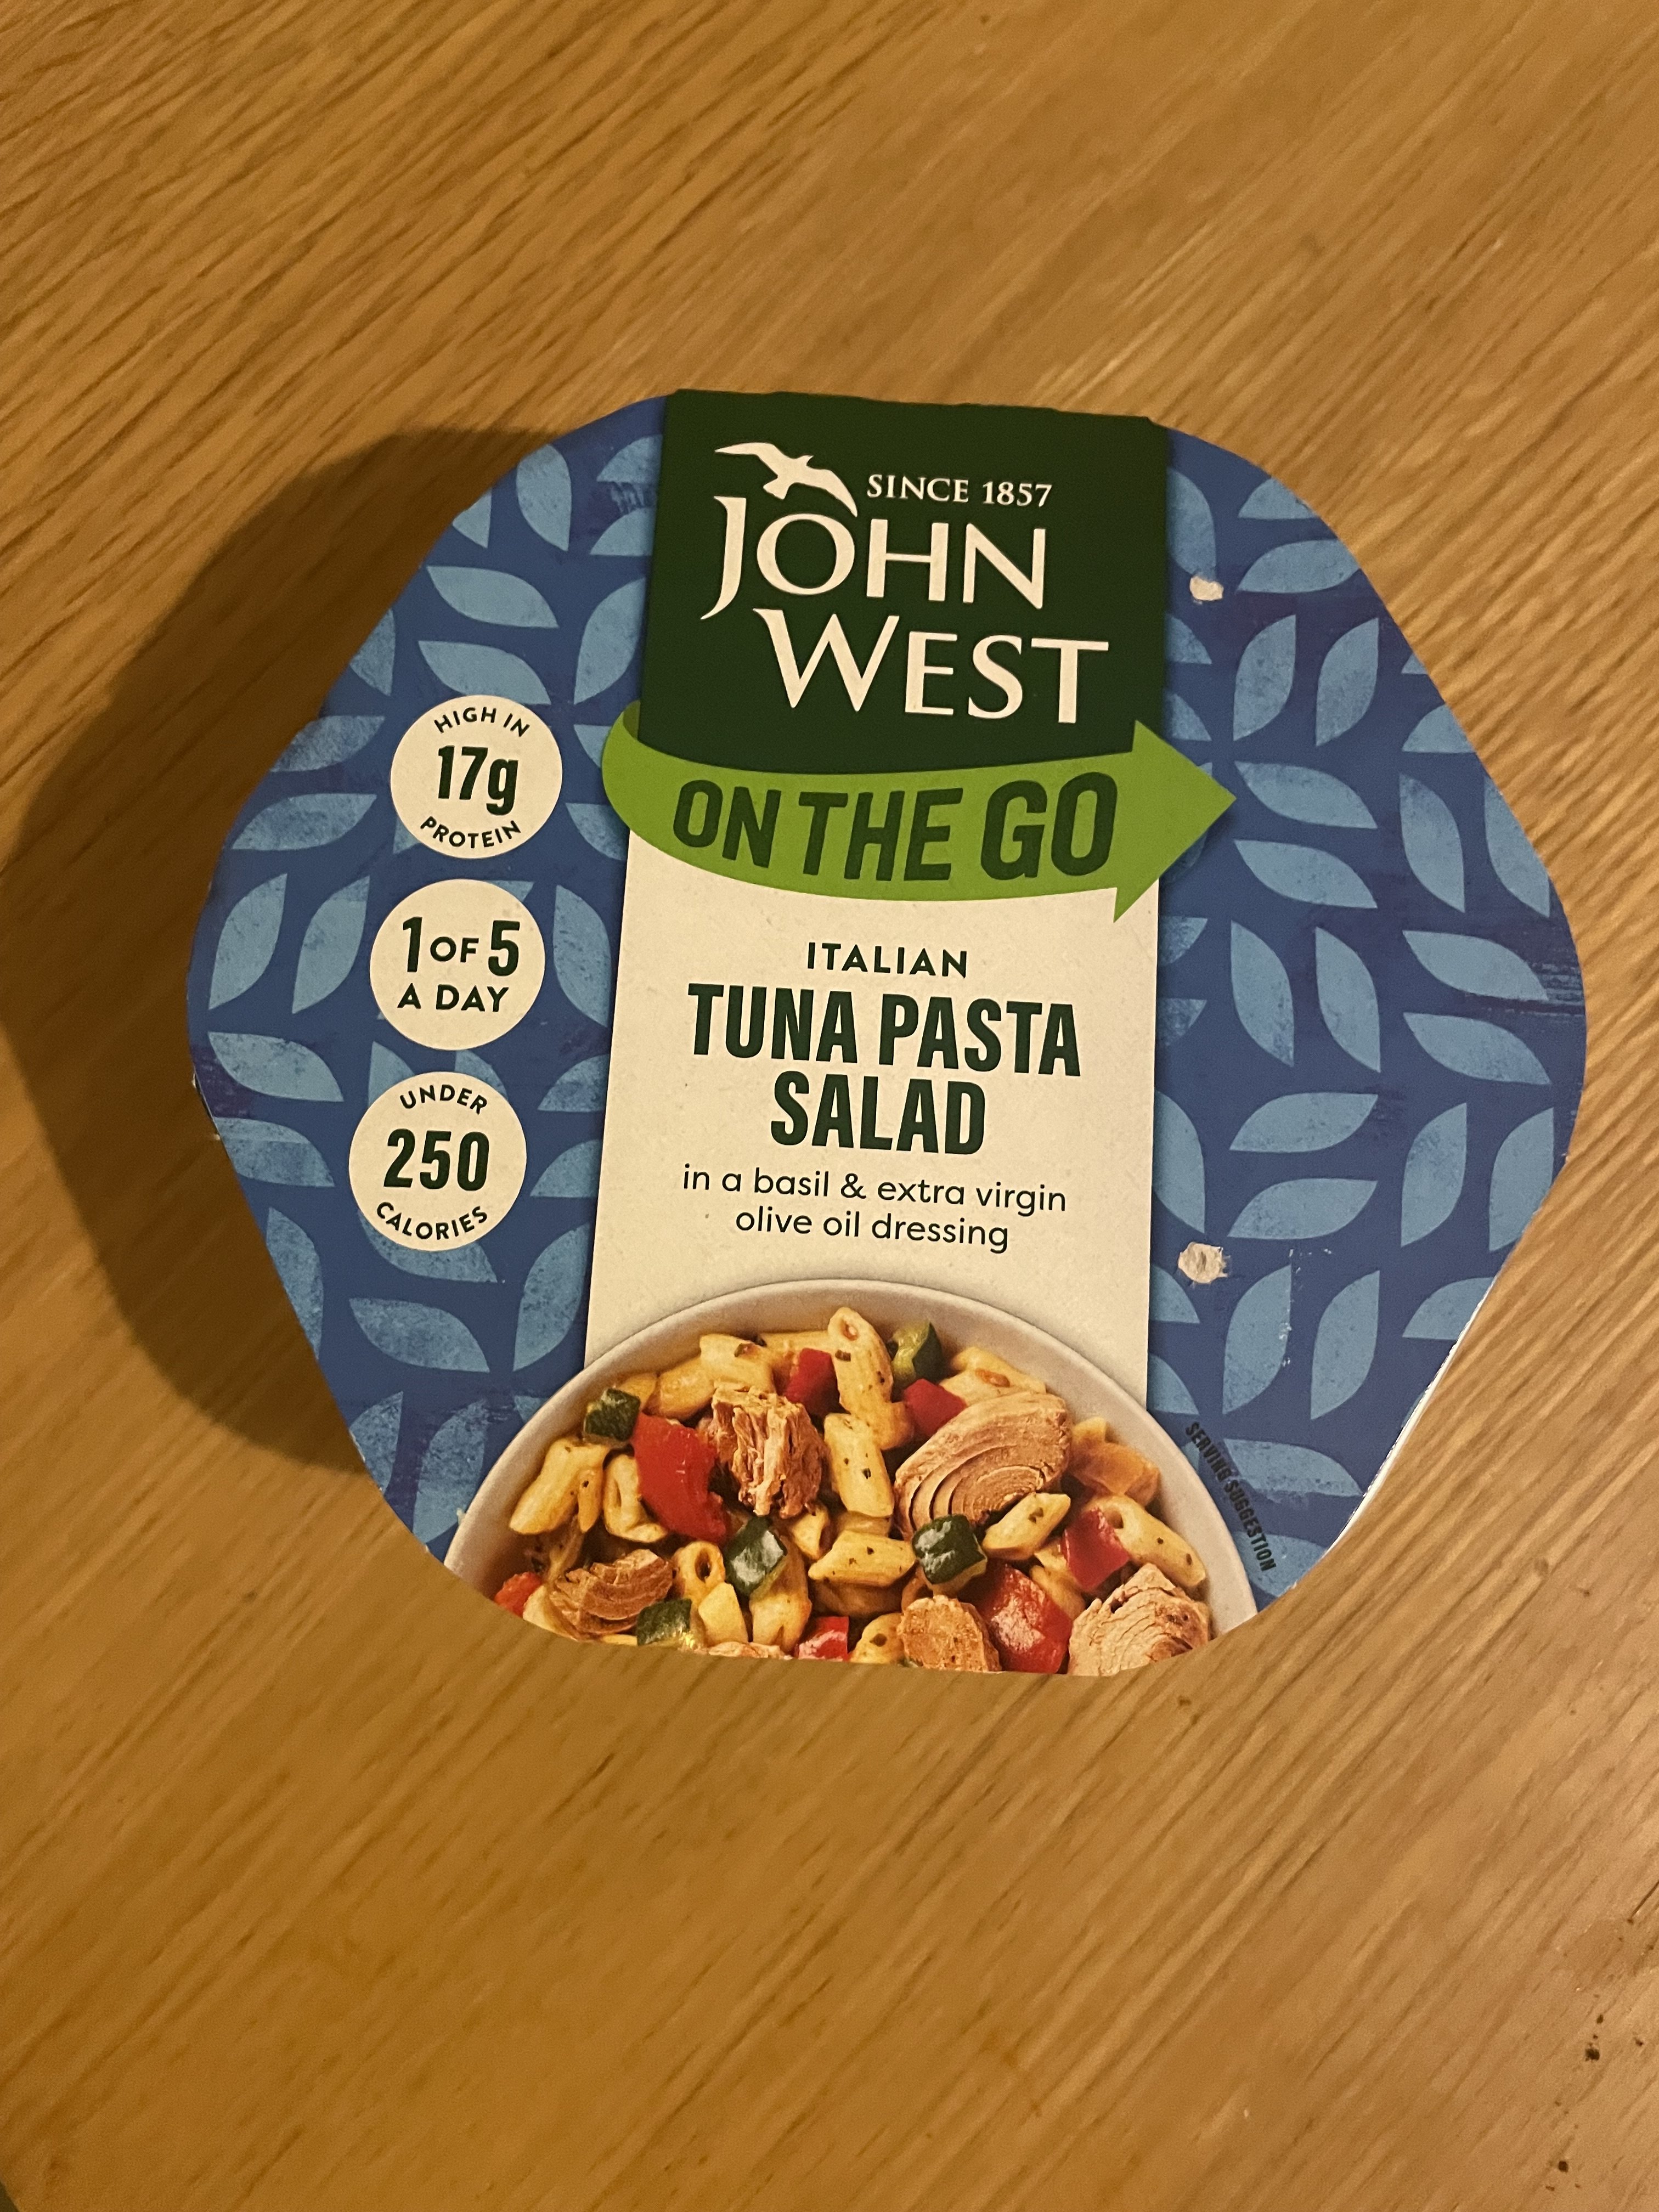 SINCE 1857
JOHN
WEST
ON THE GO
HIGH IN
17g
PROTEIN
1 OF 5
A DAY
UNDER
250
CALORIES
ITALIAN
TUNA PASTA
SALAD
in a basil & extra virgin
olive oil dressing
SERVING SUGGESTION